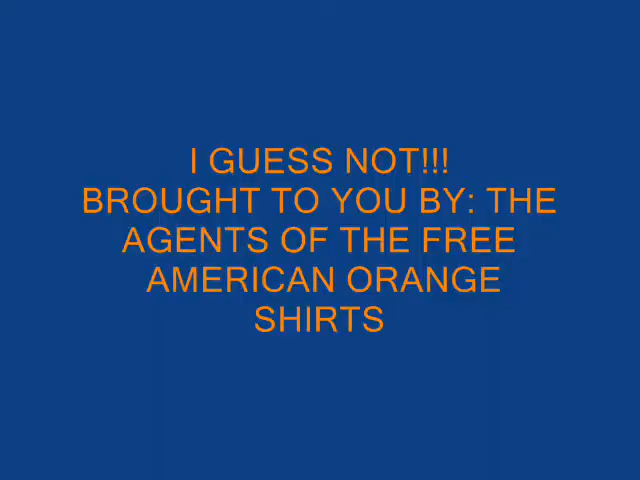 I GUESS NOT!!!
BROUGHT TO YOU BY: THE
AGENTS OF THE FREE
AMERICAN ORANGE
SHIRTS